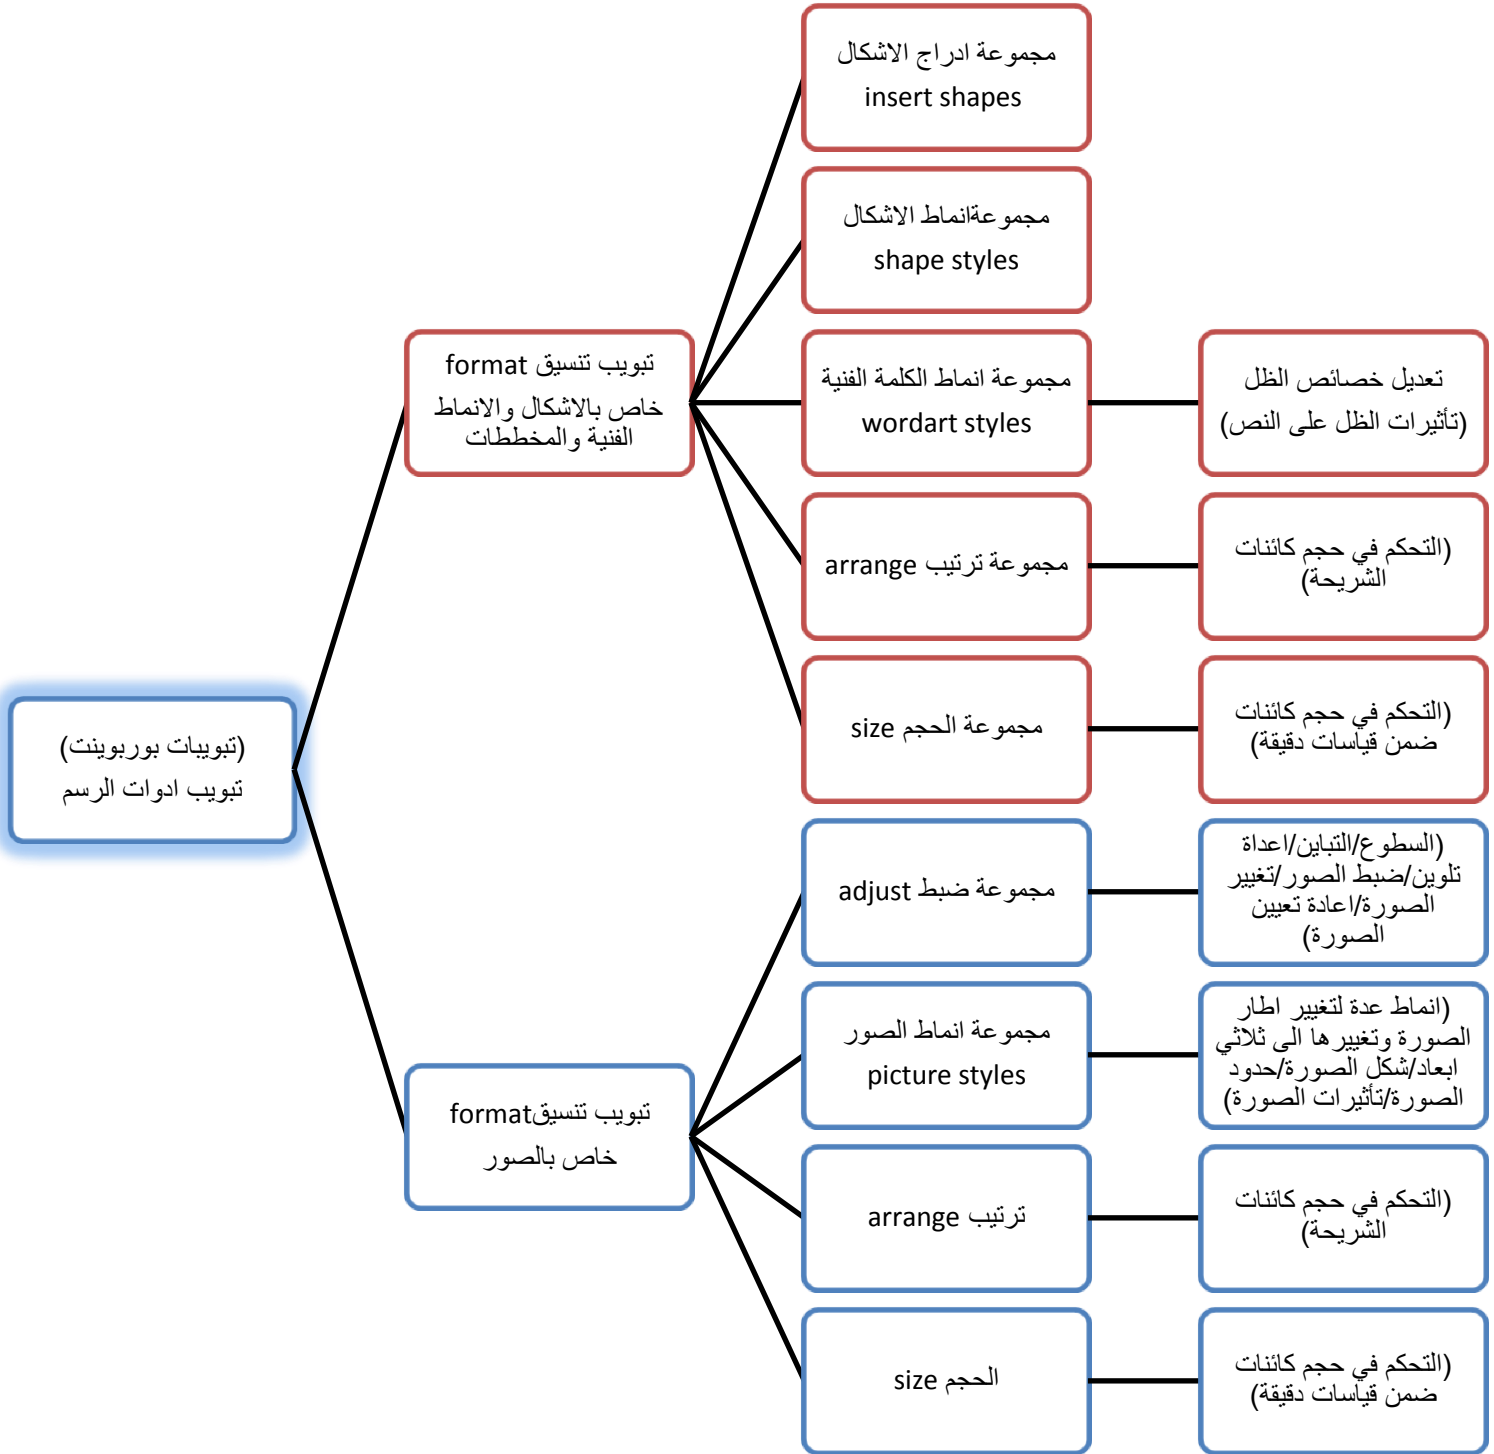 مجموعة ادراج الاشكال
insert shapes
مجموعةانماط الاشكال
shape styles
تبويب تنسيق format
خاص بالاشكال والانماط
الفنية والمخططات
مجموعة انماط الكلمة الفنية
wordart styles
تعديل خصائص الظل
(تأثيرات الظل على النص)
مجموعة ترتيب arrange
(التحكم في حجم كائنات
الشريحة)
مجموعة الحجم size
(التحكم في حجم كائنات
ضمن قياسات دقيقة)
(تبويبات بوربوينت)
تبويب ادوات الرسم
مجموعة ضبط adjust
(السطوع/التباين/اعداة
تلوين/ضبط الصور/تغيير
الصورة/اعادة تعيين
الصورة)
مجموعة انماط الصور
picture styles
(انماط عدة لتغيير اطار
الصورة وتغييرها الى ثلاثي
ابعاد/شكل الصورة/حدود
الصورة/تأثيرات الصورة)
تبويب تنسيقformat
خاص بالصور
ترتيب arrange
(التحكم في حجم كائنات
الشريحة)
الحجم size
(التحكم في حجم كائنات
ضمن قياسات دقيقة)